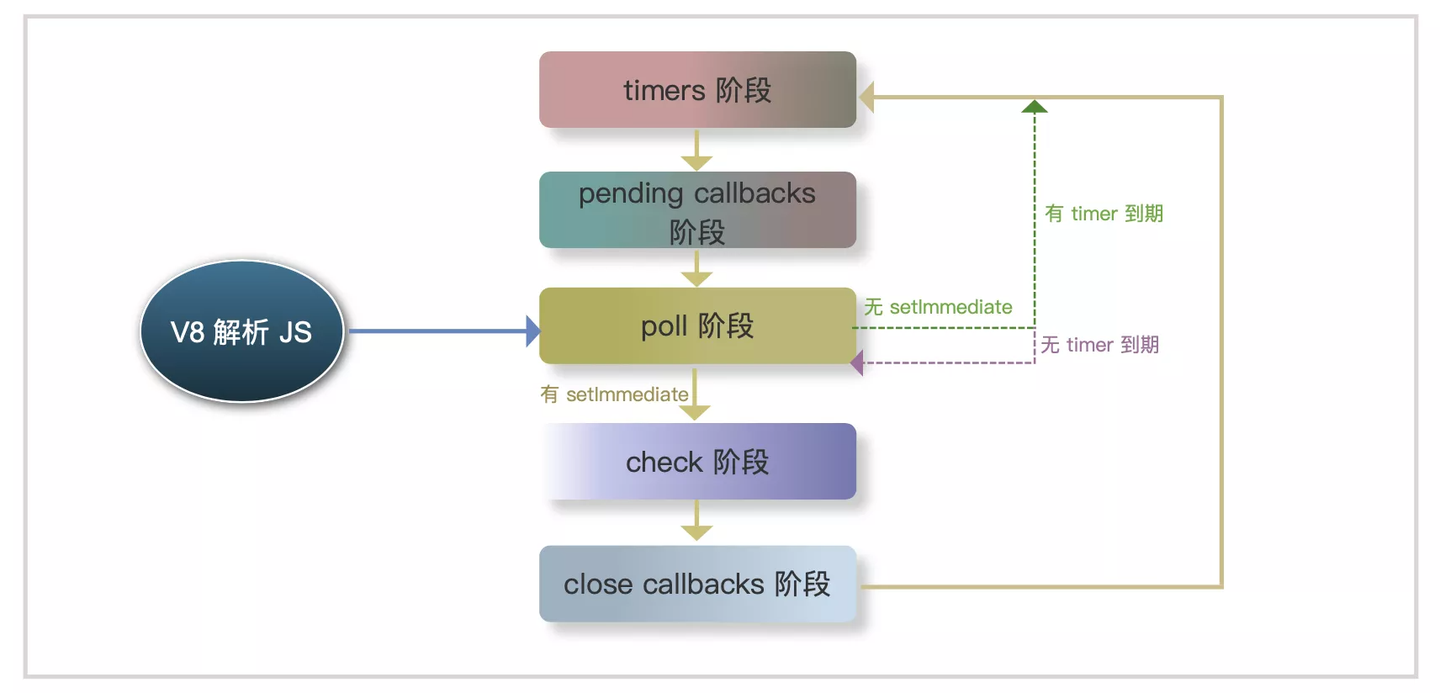 timers 阶段
pending callbacks
阶段
有 timer 到期
无 setImmediate
V8 解析 JS
poll 阶段
无 timer 到期
有 setImmediate
check 阶段
close callbacks 阶段